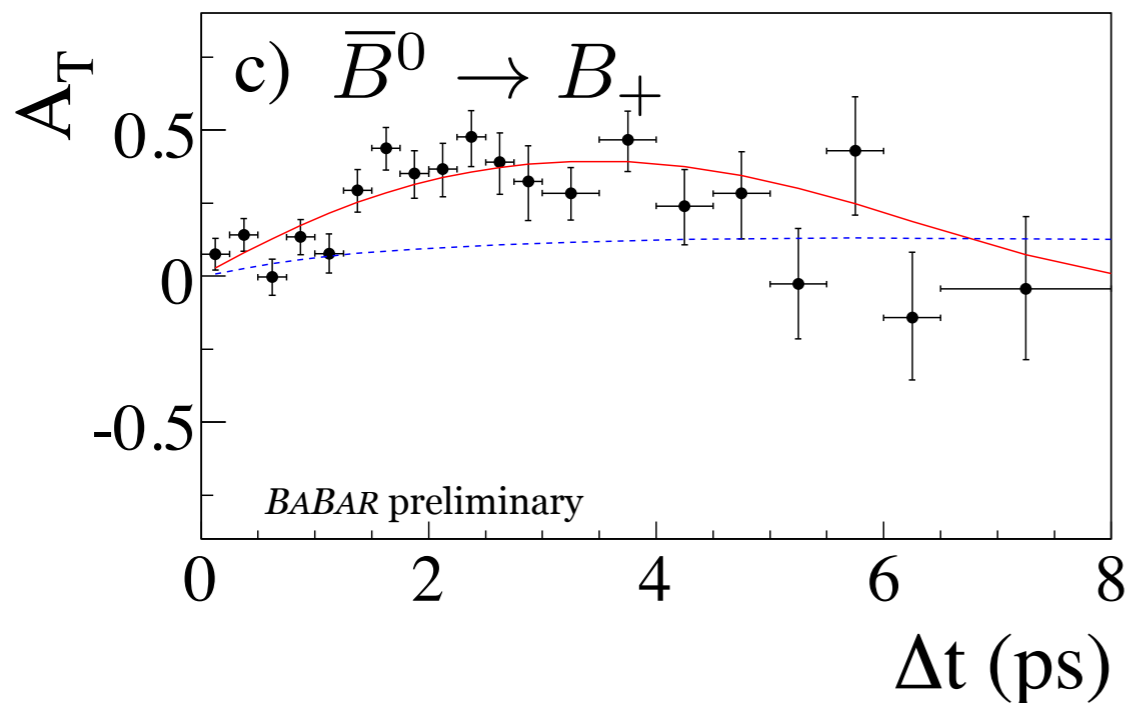 A_T
c) B̅⁰ → B₊
0.5
0
-0.5
BABAR preliminary
0 2 4 6 8
Δt (ps)